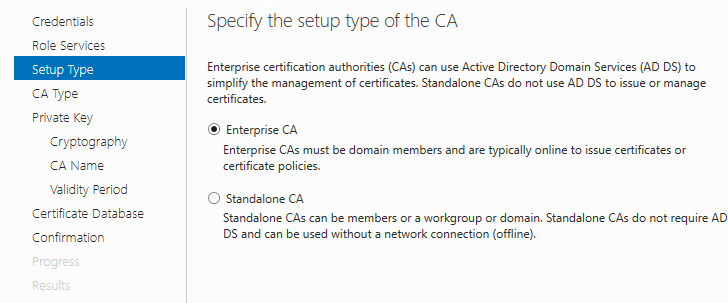 Credentials
Role Services
Setup Type
CA Type
Private Key
Cryptography
CA Name
Validity Period
Certificate Database
Confirmation
Progress
Results
Specify the setup type of the CA
Enterprise certification authorities (CAs) can use Active Directory Domain Services (AD DS) to
simplify the management of certificates. Standalone CAs do not use AD DS to issue or manage
certificates.
Enterprise CA
Enterprise CAs must be domain members and are typically online to issue certificates or
certificate policies.
Standalone CA
Standalone CAs can be members or a workgroup or domain. Standalone CAs do not require AD
DS and can be used without a network connection (offline).